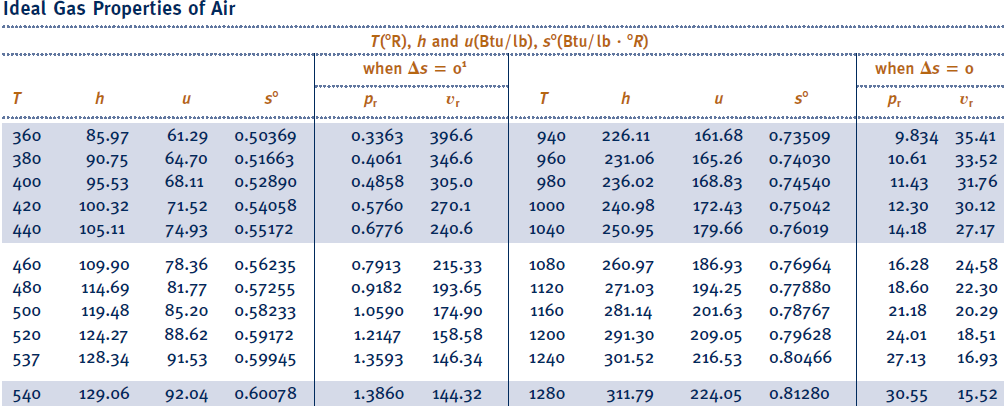 Ideal Gas Properties of Air
T(°R), h and u(Btu/lb), s°(Btu/lb · °R)
when Δs = 0¹ when Δs = 0
T h u s° pr vr T h u s° pr vr
360 85.97 61.29 0.50369 0.3363 396.6 940 226.11 161.68 0.73509 9.834 35.41
380 90.75 64.70 0.51663 0.4061 346.6 960 231.06 165.26 0.74030 10.61 33.52
400 95.53 68.11 0.52890 0.4858 305.0 980 236.02 168.83 0.74540 11.43 31.76
420 100.32 71.52 0.54058 0.5760 270.1 1000 240.98 172.43 0.75042 12.30 30.12
440 105.11 74.93 0.55172 0.6776 240.6 1040 250.95 179.66 0.76019 14.18 27.17
460 109.90 78.36 0.56235 0.7913 215.33 1080 260.97 186.93 0.76964 16.28 24.58
480 114.69 81.77 0.57255 0.9182 193.65 1120 271.03 194.25 0.77880 18.60 22.30
500 119.48 85.20 0.58233 1.0590 174.90 1160 281.14 201.63 0.78767 21.18 20.29
520 124.27 88.62 0.59172 1.2147 158.58 1200 291.30 209.05 0.79628 24.01 18.51
537 128.34 91.53 0.59945 1.3593 146.34 1240 301.52 216.53 0.80466 27.13 16.93
540 129.06 92.04 0.60078 1.3860 144.32 1280 311.79 224.05 0.81280 30.55 15.52